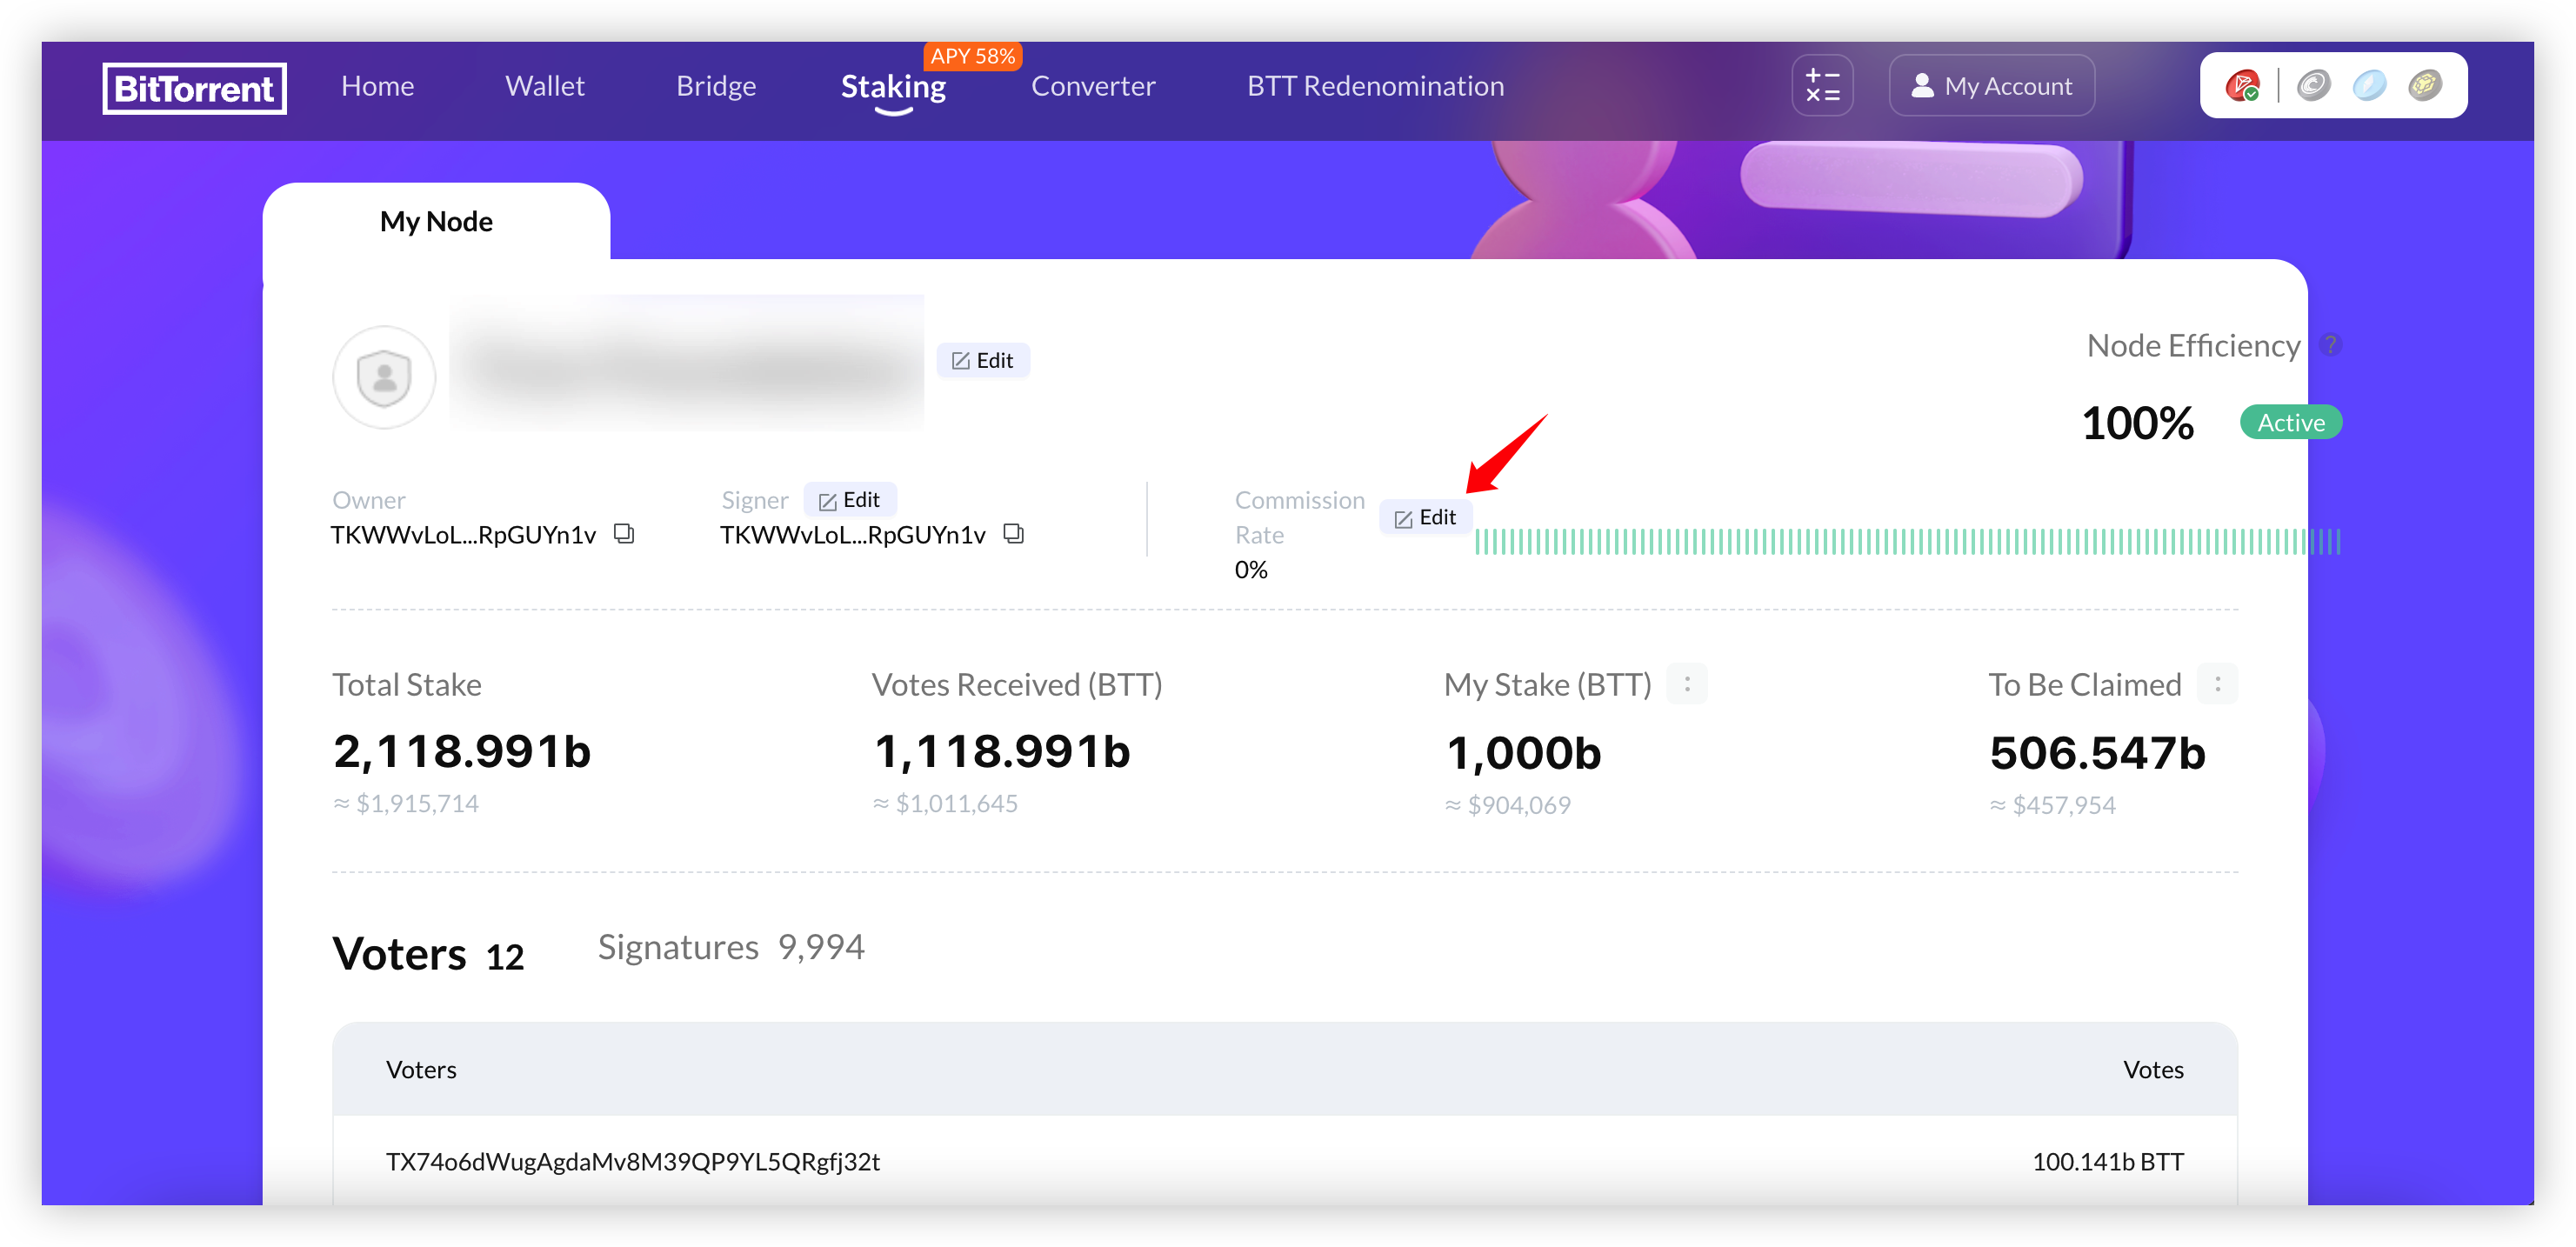 APY 58%
BitTorrent Home Wallet Bridge Staking Converter BTT Redenomination My Account
My Node
Edit
Node Efficiency ?
100% Active
Owner Signer Edit Commission Rate Edit
TKWWvLoL...RpGUYn1v TKWWvLoL...RpGUYn1v
0%
Total Stake Votes Received (BTT) My Stake (BTT) To Be Claimed
2,118.991b 1,118.991b 1,000b 506.547b
≈ $1,915,714 ≈ $1,011,645 ≈ $904,069 ≈ $457,954
Voters 12 Signatures 9,994
Voters Votes
TX74o6dWugAgdaMv8M39QP9YL5QRgfj32t 100.141b BTT